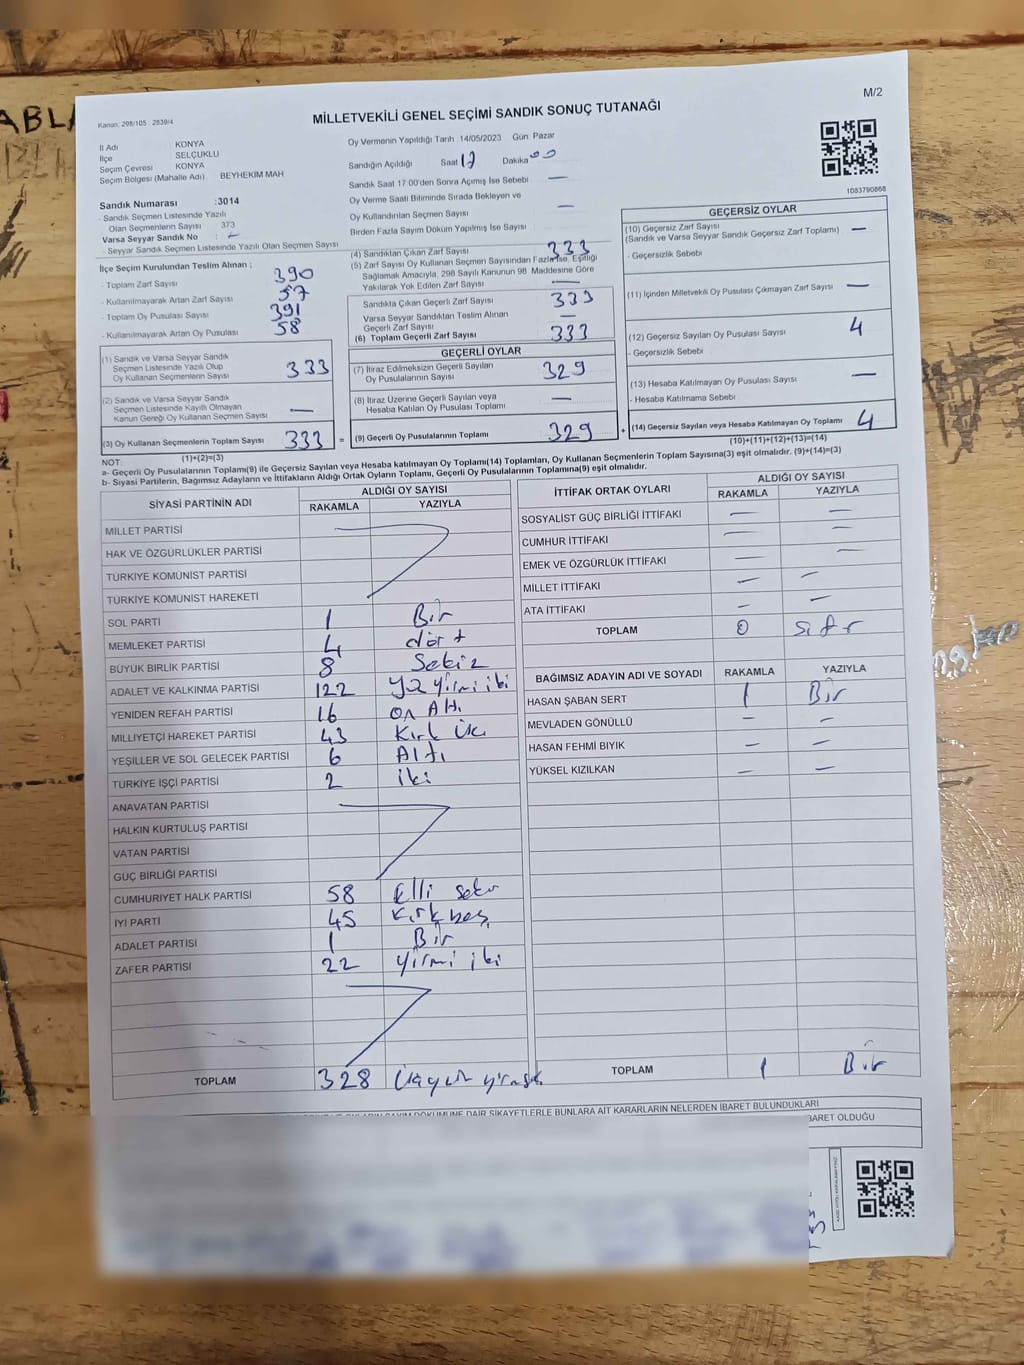 MİLLETVEKİLİ GENEL SEÇİMİ SANDIK SONUÇ TUTANAĞI
M/2
Kanun: 298/105 - 2839/4
İl Adı : KONYA
İlçe : SELÇUKLU
Seçim Çevresi : KONYA
Seçim Bölgesi (Mahalle Adı) BEYHEKİM MAH
Sandık Numarası :3014
- Sandık Seçmen Listesinde Yazılı
Olan Seçmenlerin Sayısı 373
Varsa Seyyar Sandık No : -
- Seyyar Sandık Seçmen Listesinde Yazılı Olan Seçmen Sayısı
Oy Vermenin Yapıldığı Tarih :14/05/2023 Gün: Pazar
Sandığın Açıldığı Saat 17 Dakika 00
Sandık Saat 17:00'den Sonra Açımış İse Sebebi —
Oy Verme Saati Bitiminde Sırada Bekleyen ve
Oy Kullandırılan Seçmen Sayısı —
Birden Fazla Sayım Döküm Yapılmış İse Sayısı
1083790868
İlçe Seçim Kurulundan Teslim Alınan ;
- Toplam Zarf Sayısı 390
- Kullanılmayarak Artan Zarf Sayısı 57
- Toplam Oy Pusulası Sayısı 391
- Kullanılmayarak Artan Oy Pusulası 58
(1) Sandık ve Varsa Seyyar Sandık
Seçmen Listesinde Yazılı Olup
Oy Kullanan Seçmenlerin Sayısı 333
(2) Sandık ve Varsa Seyyar Sandık
Seçmen Listesinde Kayıtlı Olmayan
Kanun Gereği Oy Kullanan Seçmen Sayısı —
(3) Oy Kullanan Seçmenlerin Toplam Sayısı 333 =
(1)+(2)=(3)
(4) Sandıktan Çıkan Zarf Sayısı 333
(5) Zarf Sayısı Oy Kullanan Seçmen Sayısından Fazla İse, Eşitliği
Sağlamak Amacıyla, 298 Sayılı Kanunun 98. Maddesine Göre
Yakılarak Yok Edilen Zarf Sayısı —
Sandıkta Çıkan Geçerli Zarf Sayısı 333
Varsa Seyyar Sandıktan Teslim Alınan
Geçerli Zarf Sayısı —
(6) Toplam Geçerli Zarf Sayısı 333
GEÇERLİ OYLAR
(7) İtiraz Edilmeksizin Geçerli Sayılan
Oy Pusulalarının Sayısı 329
(8) İtiraz Üzerine Geçerli Sayılan veya
Hesaba Katılan Oy Pusulası Toplamı —
(9) Geçerli Oy Pusulalarının Toplamı 329 +
GEÇERSİZ OYLAR
(10) Geçersiz Zarf Sayısı
(Sandık ve Varsa Seyyar Sandık Geçersiz Zarf Toplamı) —
- Geçersizlik Sebebi
(11) İçinden Milletvekili Oy Pusulası Çıkmayan Zarf Sayısı —
(12) Geçersiz Sayılan Oy Pusulası Sayısı 4
- Geçersizlik Sebebi
(13) Hesaba Katılmayan Oy Pusulası Sayısı —
- Hesaba Katılmama Sebebi
(14) Geçersiz Sayılan veya Hesaba Katılmayan Oy Toplamı 4
(10)+(11)+(12)+(13)=(14)
NOT:
a- Geçerli Oy Pusulalarının Toplamı(9) ile Geçersiz Sayılan veya Hesaba katılmayan Oy Toplamı(14) Toplamları, Oy Kullanan Seçmenlerin Toplam Sayısına(3) eşit olmalıdır. (9)+(14)=(3)
b- Siyasi Partilerin, Bağımsız Adayların ve İttifakların Aldığı Ortak Oyların Toplamı, Geçerli Oy Pusulalarının Toplamına(9) eşit olmalıdır.
SİYASİ PARTİNİN ADI ALDIĞI OY SAYISI
RAKAMLA YAZIYLA
MİLLET PARTİSİ
HAK VE ÖZGÜRLÜKLER PARTİSİ
TÜRKİYE KOMÜNİST PARTİSİ
TÜRKİYE KOMÜNİST HAREKETİ
SOL PARTİ 1 Bir
MEMLEKET PARTİSİ 4 dört
BÜYÜK BİRLİK PARTİSİ 8 Sekiz
ADALET VE KALKINMA PARTİSİ 122 Yüz Yirmi iki
YENİDEN REFAH PARTİSİ 16 On Altı
MİLLİYETÇİ HAREKET PARTİSİ 43 Kırk Üç
YEŞİLLER VE SOL GELECEK PARTİSİ 6 Altı
TÜRKİYE İŞÇİ PARTİSİ 2 iki
ANAVATAN PARTİSİ
HALKIN KURTULUŞ PARTİSİ
VATAN PARTİSİ
GÜÇ BİRLİĞİ PARTİSİ
CUMHURİYET HALK PARTİSİ 58 Elli sekiz
İYİ PARTİ 45 Kırk beş
ADALET PARTİSİ 1 Bir
ZAFER PARTİSİ 22 Yirmi iki
TOPLAM 328
İTTİFAK ORTAK OYLARI ALDIĞI OY SAYISI
RAKAMLA YAZIYLA
SOSYALİST GÜÇ BİRLİĞİ İTTİFAKI — —
CUMHUR İTTİFAKI — —
EMEK VE ÖZGÜRLÜK İTTİFAKI — —
MİLLET İTTİFAKI — —
ATA İTTİFAKI — —
TOPLAM 0 Sıfır
BAĞIMSIZ ADAYIN ADI VE SOYADI RAKAMLA YAZIYLA
HASAN ŞABAN SERT 1 Bir
MEVLADEN GÖNÜLLÜ — —
HASAN FEHMİ BIYIK — —
YÜKSEL KIZILKAN — —
TOPLAM 1 Bir
SAYIM DÖKÜMÜNE DAİR ŞİKAYETLERLE BUNLARA AİT KARARLARIN NELERDEN İBARET BULUNDUKLARI
İBARET OLDUĞU